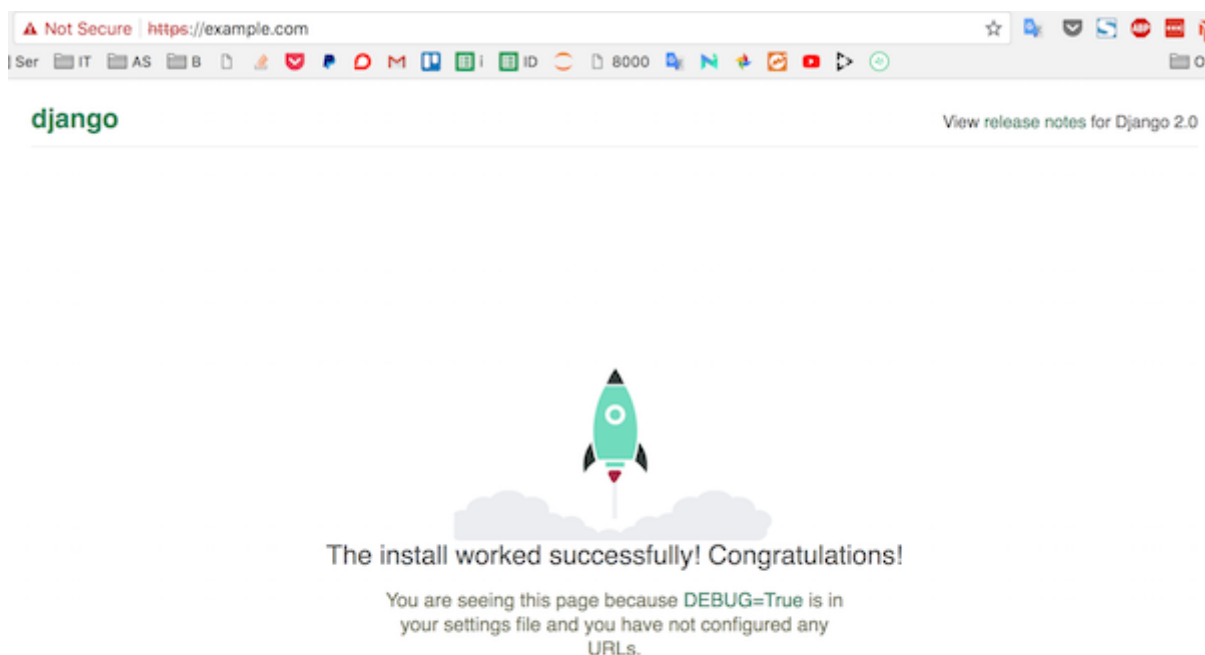 Not Secure https://example.com
Ser IT AS B i ID 8000
django
View release notes for Django 2.0
The install worked successfully! Congratulations!
You are seeing this page because DEBUG=True is in
your settings file and you have not configured any
URLs.